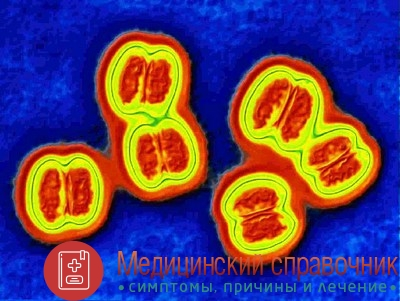 Медицинский справочник
• симптомы, причины и лечение •